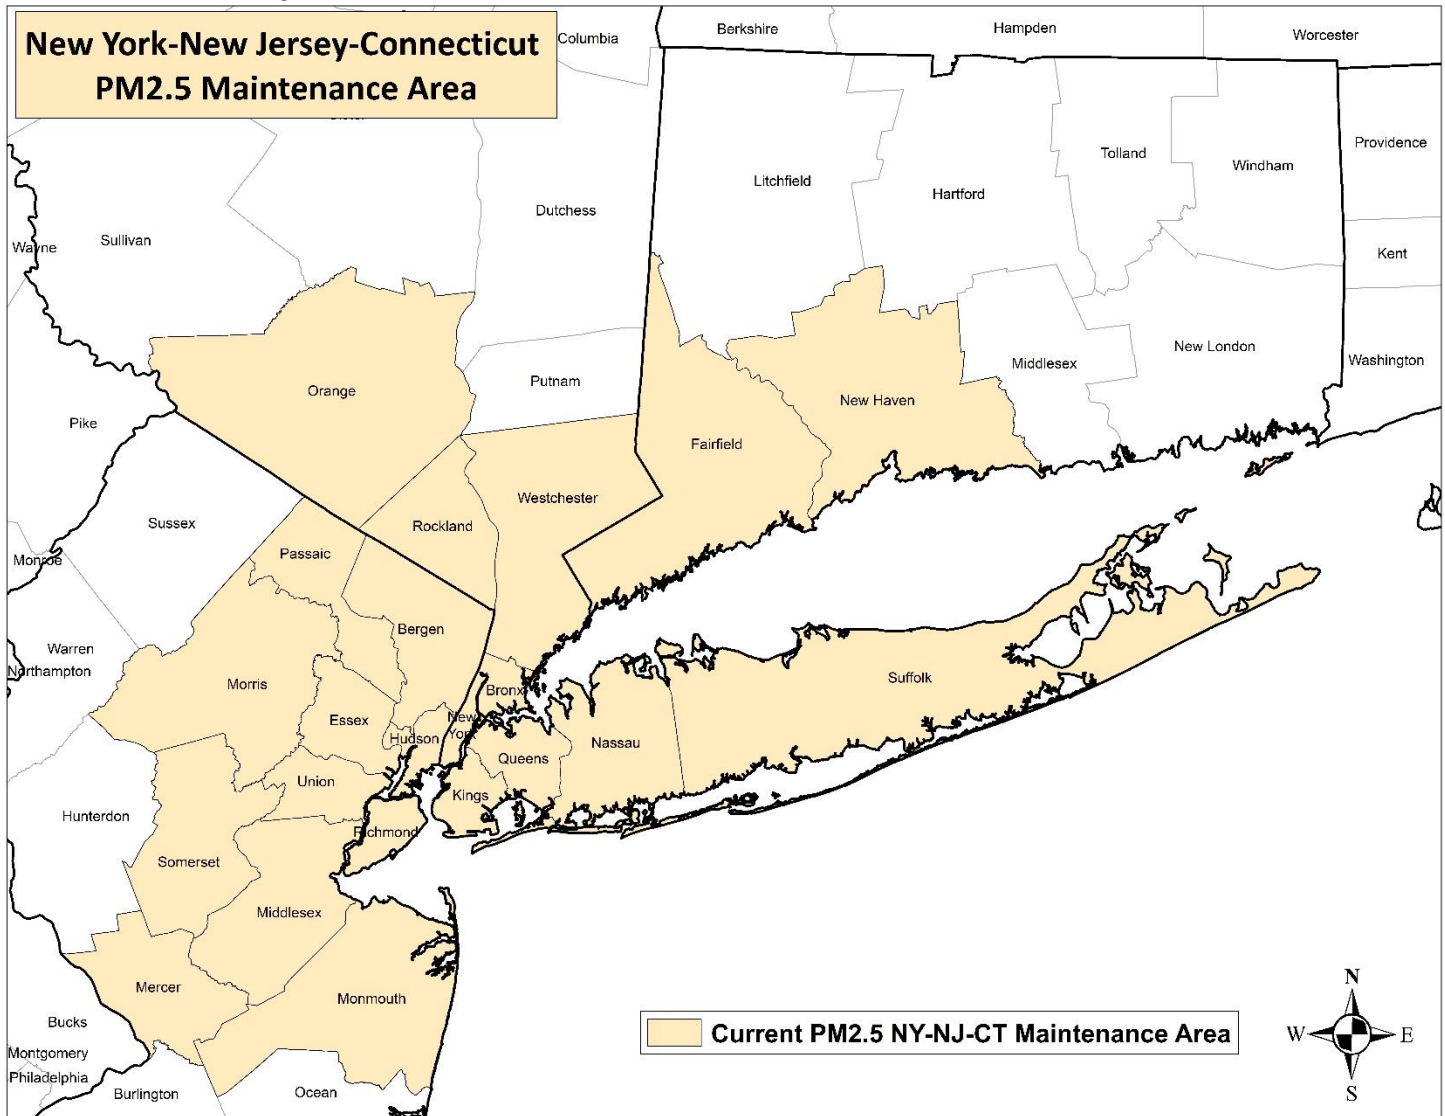 New York-New Jersey-Connecticut
PM2.5 Maintenance Area
Columbia
Berkshire
Hampden
Worcester
Providence
Tolland
Windham
Litchfield
Hartford
Dutchess
Sullivan
Wayne
Kent
Orange
Putnam
Middlesex
New London
Washington
Pike
New Haven
Fairfield
Westchester
Sussex
Rockland
Passaic
Monroe
Bergen
Warren
Northampton
Morris
Suffolk
Bronx
Essex
New
York
Hudson
Nassau
Queens
Union
Kings
Hunterdon
Richmond
Somerset
Middlesex
Mercer
Monmouth
Bucks
Montgomery
Philadelphia
Burlington
Ocean
Current PM2.5 NY-NJ-CT Maintenance Area
N
W
E
S